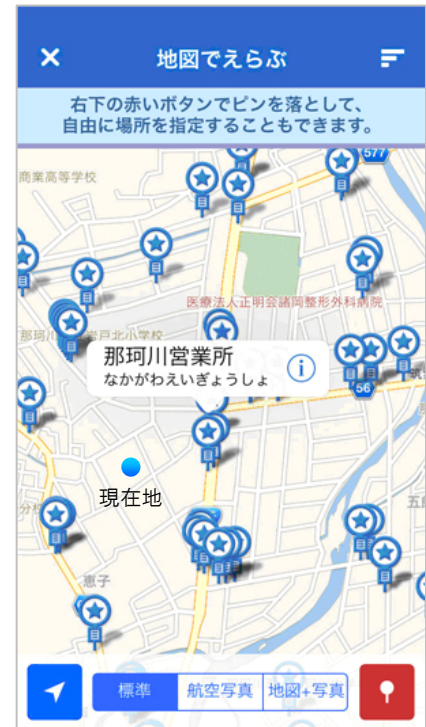 地図でえらぶ
右下の赤いボタンでピンを落として、
自由に場所を指定することもできます。
577
商業高等学校
医療法人正明会諸岡整形外科病院
那珂川営業所
なかがわえいぎょうしょ
56
現在地
恵子
標準
航空写真
地図+写真